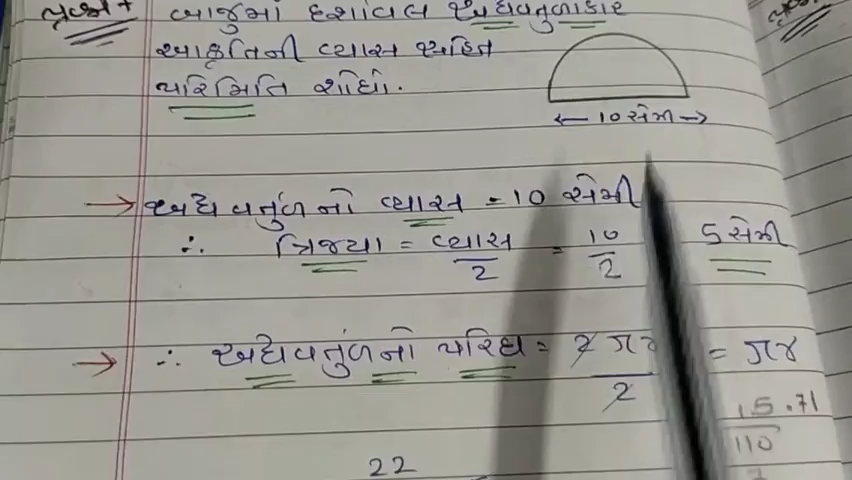 બાજુમાં દર્શાવેલ અર્ધવર્તુળાકાર
આકૃતિની વ્યાસ સહિત
પરિમિતિ શોધો.
← 10 સેમી →
→ અર્ધવર્તુળનો વ્યાસ = 10 સેમી
∴ ત્રિજ્યા = વ્યાસ/2 = 10/2 5 સેમી
→ ∴ અર્ધવર્તુળનો પરિઘ = 2πr/2 = πr
15.71
110
22